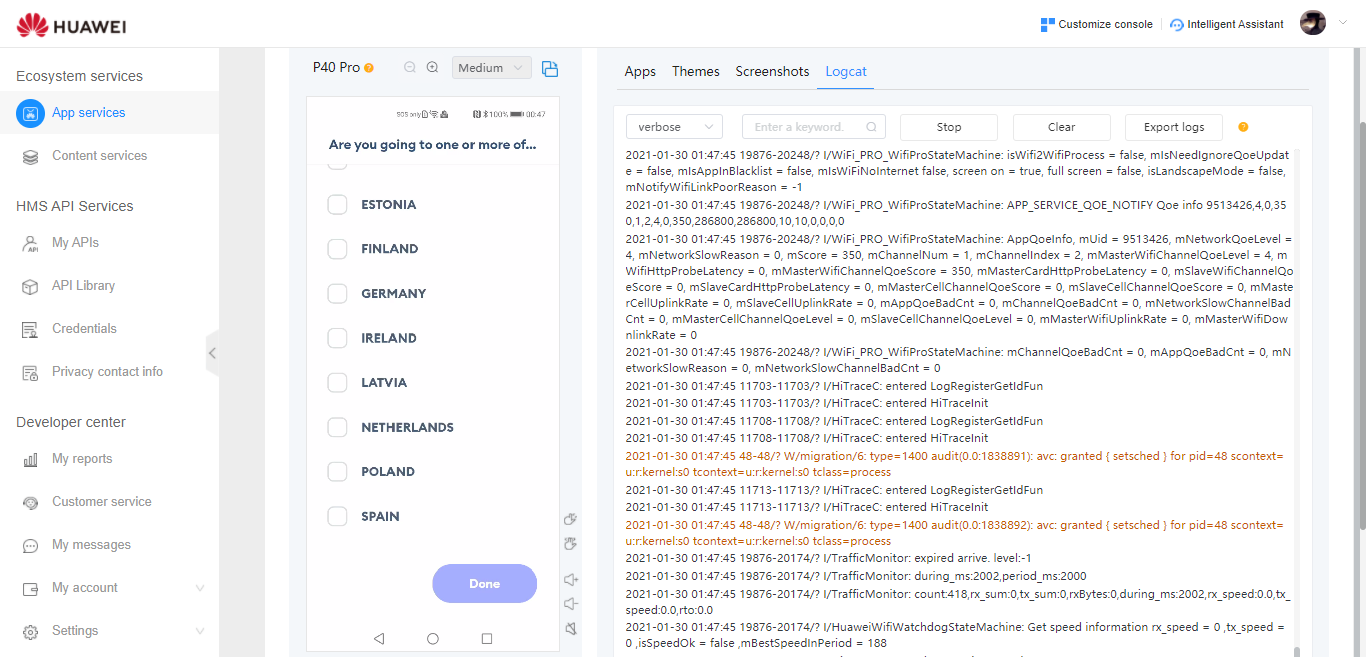 HUAWEI
Customize console
Intelligent Assistant
Ecosystem services
App services
Content services
HMS API Services
API
My APIs
API Library
Credentials
Privacy contact info
Developer center
My reports
Customer service
My messages
My account
Settings
P40 Pro
Medium
SOS only
100%
00:47
Are you going to one or more of...
ESTONIA
FINLAND
GERMANY
IRELAND
LATVIA
NETHERLANDS
POLAND
SPAIN
Done
Apps Themes Screenshots Logcat
verbose
Enter a keyword.
Stop
Clear
Export logs
2021-01-30 01:47:45 19876-20248/? I/WiFi_PRO_WifiProStateMachine: isWifi2WifiProcess = false, mIsNeedIgnoreQoeUpdat
e = false, mIsAppInBlacklist = false, mIsWiFiNoInternet false, screen on = true, full screen = false, isLandscapeMode = false,
mNotifyWifiLinkPoorReason = -1
2021-01-30 01:47:45 19876-20248/? I/WiFi_PRO_WifiProStateMachine: APP_SERVICE_QOE_NOTIFY Qoe info 9513426,4,0,35
0,1,2,4,0,350,286800,286800,10,10,0,0,0,0
2021-01-30 01:47:45 19876-20248/? I/WiFi_PRO_WifiProStateMachine: AppQoeInfo, mUid = 9513426, mNetworkQoeLevel =
4, mNetworkSlowReason = 0, mScore = 350, mChannelNum = 1, mChannelIndex = 2, mMasterWifiChannelQoeLevel = 4, m
WifiHttpProbeLatency = 0, mMasterWifiChannelQoeScore = 350, mMasterCardHttpProbeLatency = 0, mSlaveWifiChannelQo
eScore = 0, mSlaveCardHttpProbeLatency = 0, mMasterCellChannelQoeScore = 0, mSlaveCellChannelQoeScore = 0, mMaste
rCellUplinkRate = 0, mSlaveCellUplinkRate = 0, mAppQoeBadCnt = 0, mChannelQoeBadCnt = 0, mNetworkSlowChannelBad
Cnt = 0, mMasterCellChannelQoeLevel = 0, mSlaveCellChannelQoeLevel = 0, mMasterWifiUplinkRate = 0, mMasterWifiDow
nlinkRate = 0
2021-01-30 01:47:45 19876-20248/? I/WiFi_PRO_WifiProStateMachine: mChannelQoeBadCnt = 0, mAppQoeBadCnt = 0, mN
etworkSlowReason = 0, mNetworkSlowChannelBadCnt = 0
2021-01-30 01:47:45 11703-11703/? I/HiTraceC: entered LogRegisterGetIdFun
2021-01-30 01:47:45 11703-11703/? I/HiTraceC: entered HiTraceInit
2021-01-30 01:47:45 11708-11708/? I/HiTraceC: entered LogRegisterGetIdFun
2021-01-30 01:47:45 11708-11708/? I/HiTraceC: entered HiTraceInit
2021-01-30 01:47:45 48-48/? W/migration/6: type=1400 audit(0.0:1838891): avc: granted { setsched } for pid=48 scontext=
u:r:kernel:s0 tcontext=u:r:kernel:s0 tclass=process
2021-01-30 01:47:45 11713-11713/? I/HiTraceC: entered LogRegisterGetIdFun
2021-01-30 01:47:45 11713-11713/? I/HiTraceC: entered HiTraceInit
2021-01-30 01:47:45 48-48/? W/migration/6: type=1400 audit(0.0:1838892): avc: granted { setsched } for pid=48 scontext=
u:r:kernel:s0 tcontext=u:r:kernel:s0 tclass=process
2021-01-30 01:47:45 19876-20174/? I/TrafficMonitor: expired arrive. level:-1
2021-01-30 01:47:45 19876-20174/? I/TrafficMonitor: during_ms:2002,period_ms:2000
2021-01-30 01:47:45 19876-20174/? I/TrafficMonitor: count:418,rx_sum:0,tx_sum:0,rxBytes:0,during_ms:2002,rx_speed:0.0,tx_
speed:0.0,rto:0.0
2021-01-30 01:47:45 19876-20174/? I/HuaweiWifiWatchdogStateMachine: Get speed information rx_speed = 0 ,tx_speed =
0 ,isSpeedOk = false ,mBestSpeedInPeriod = 188